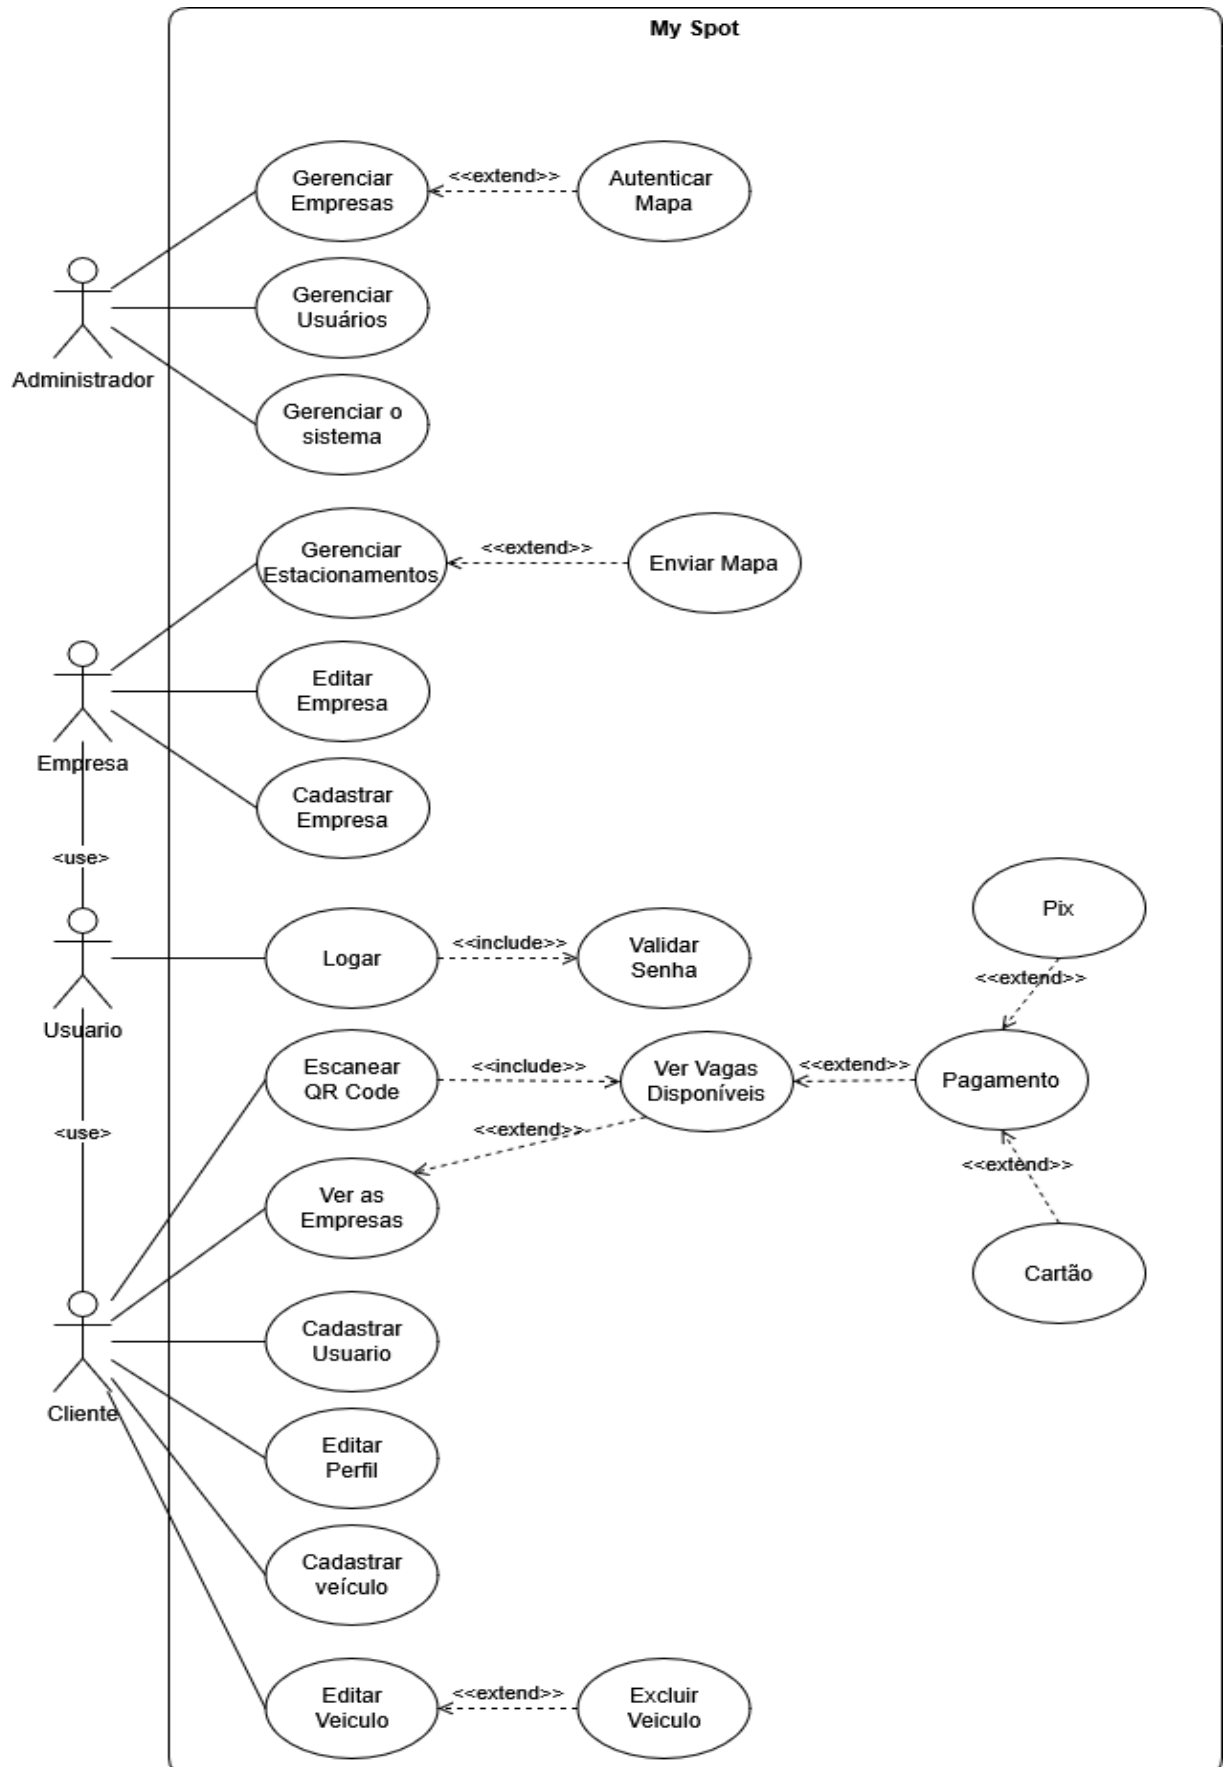 My Spot
Gerenciar
Empresas
<<extend>>
Autenticar
Mapa
Gerenciar
Usuários
Administrador
Gerenciar o
sistema
Gerenciar
Estacionamentos
<<extend>>
Enviar Mapa
Editar
Empresa
Empresa
Cadastrar
Empresa
<use>
Pix
Logar
<<include>>
Validar
Senha
<<extend>>
Usuario
Escanear
QR Code
<<include>>
Ver Vagas
Disponíveis
<<extend>>
Pagamento
<use>
<<extend>>
<<extend>>
Ver as
Empresas
Cartão
Cadastrar
Usuario
Cliente
Editar
Perfil
Cadastrar
veículo
Editar
Veiculo
<<extend>>
Excluir
Veiculo